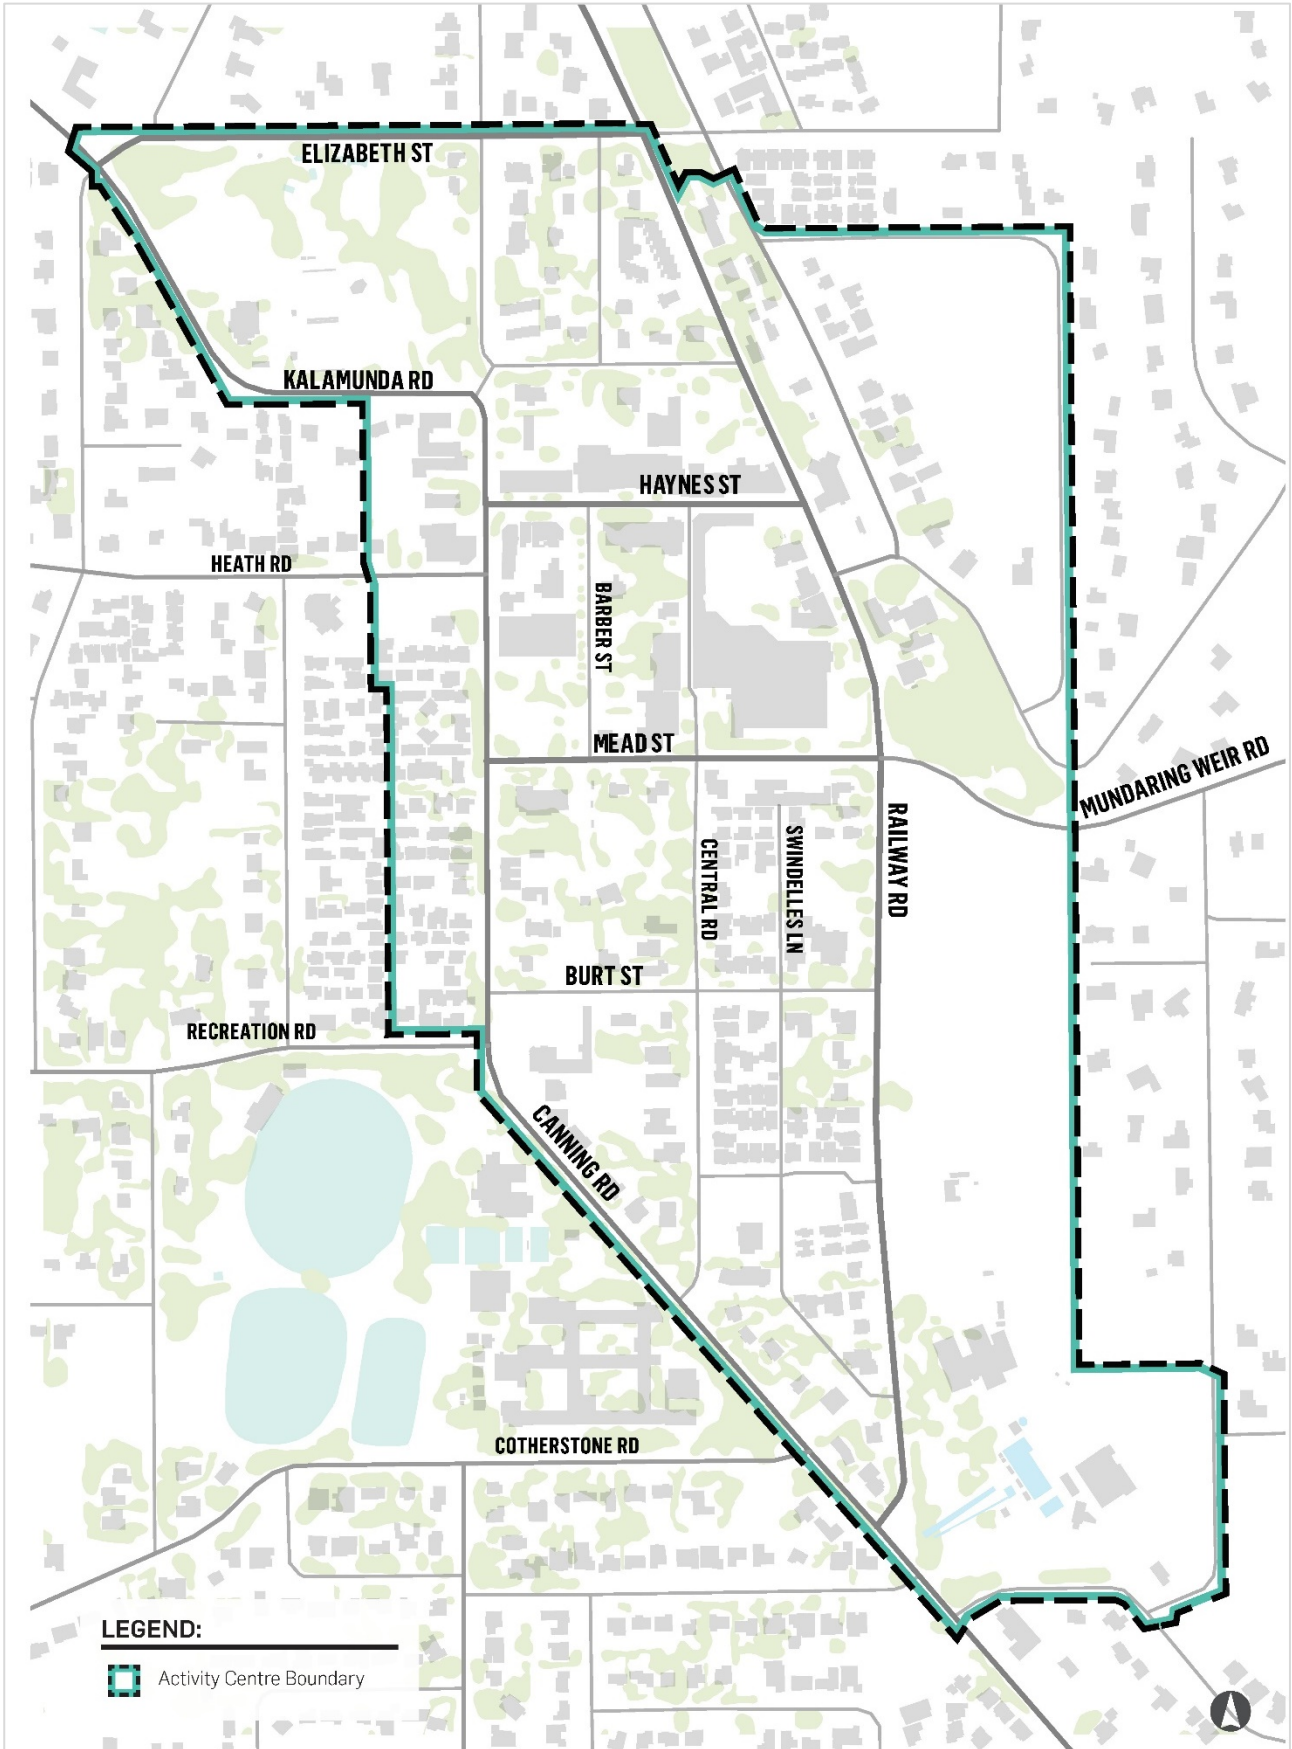 ELIZABETH ST
KALAMUNDA RD
HAYNES ST
HEATH RD
BARBER ST
MEAD ST
MUNDARING WEIR RD
RAILWAY RD
SWINDELLES LN
CENTRAL RD
BURT ST
RECREATION RD
CANNING RD
COTHERSTONE RD
LEGEND:
Activity Centre Boundary